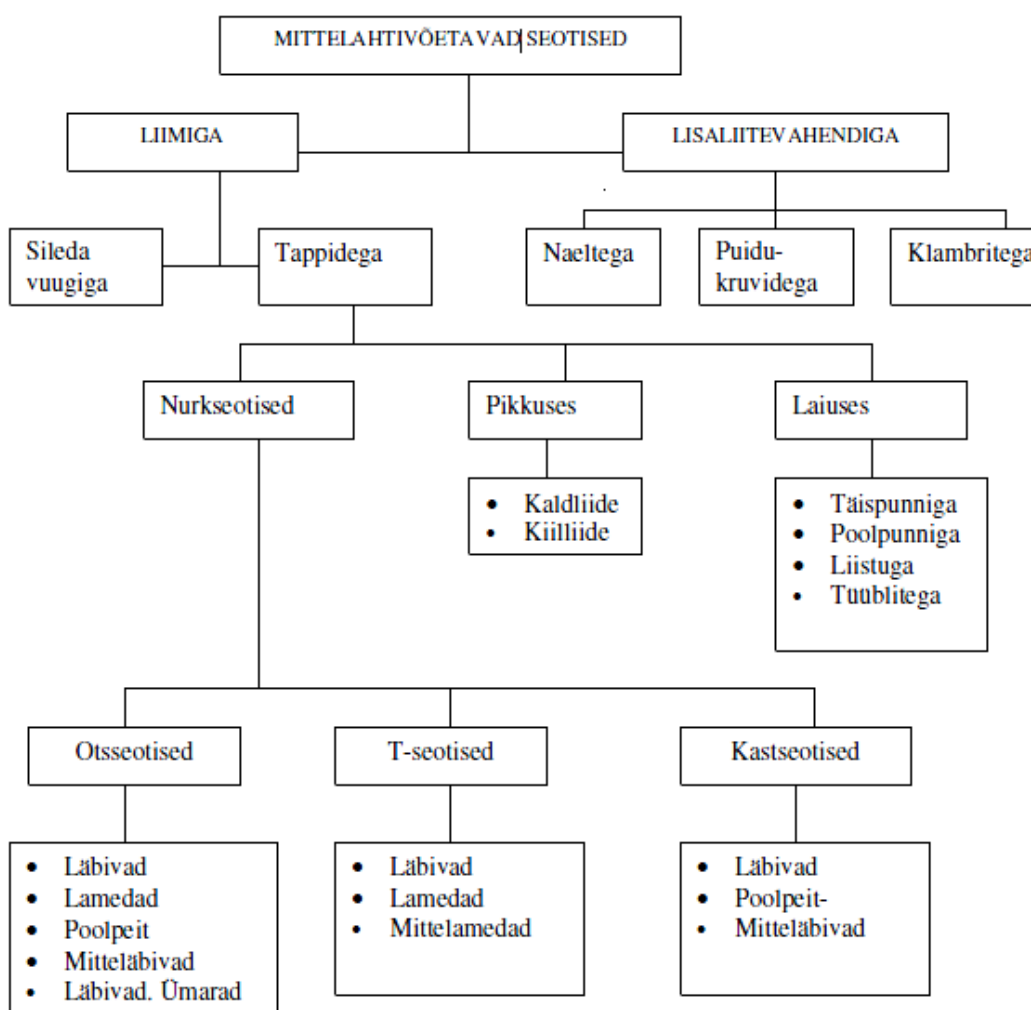 MITTELAHTIVÕETAVAD SEOTISED
LIIMIGA
LISALIITEVAHENDIGA
Sileda
vuugiga
Tappidega
Naeltega
Puidu-
kruvidega
Klambritega
Nurkseotised
Pikkuses
Laiuses
• Kaldliide
• Kiilliide
• Täispunniga
• Poolpunniga
• Liistuga
• Tüüblitega
Otsseotised
T-seotised
Kastseotised
• Läbivad
• Lamedad
• Poolpeit
• Mitteläbivad
• Läbivad. Ümarad
• Läbivad
• Lamedad
• Mittelamedad
• Läbivad
• Poolpeit-
• Mitteläbivad